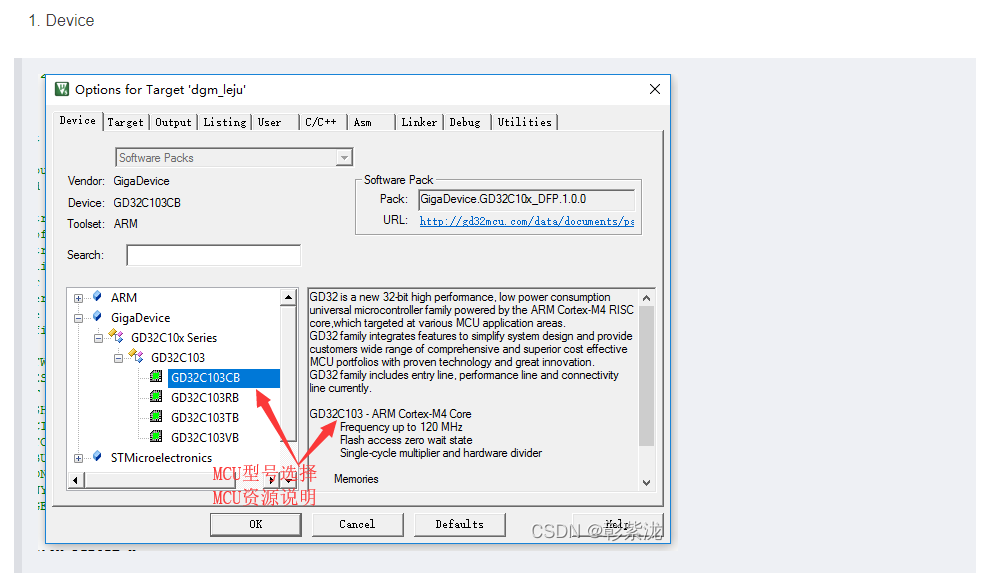 1. Device
Options for Target 'dgm_leju'
Device Target Output Listing User C/C++ Asm Linker Debug Utilities
Software Packs
Vendor: GigaDevice
Device: GD32C103CB
Toolset: ARM
Search:
Software Pack
Pack: GigaDevice.GD32C10x_DFP.1.0.0
URL: http://gd32mcu.com/data/documents/ps
ARM
GigaDevice
GD32C10x Series
GD32C103
GD32C103CB
GD32C103RB
GD32C103TB
GD32C103VB
STMicroelectronics
GD32 is a new 32-bit high performance, low power consumption
universal microcontroller family powered by the ARM Cortex-M4 RISC
core,which targeted at various MCU application areas.
GD32 family integrates features to simplify system design and provide
customers wide range of comprehensive and superior cost effective
MCU portfolios with proven technology and great innovation.
GD32 family includes entry line, performance line and connectivity
line currently.
GD32C103 - ARM Cortex-M4 Core
Frequency up to 120 MHz
Flash access zero wait state
Single-cycle multiplier and hardware divider
Memories
MCU型号选择
MCU资源说明
OK Cancel Defaults Help
CSDN @彭紫泷